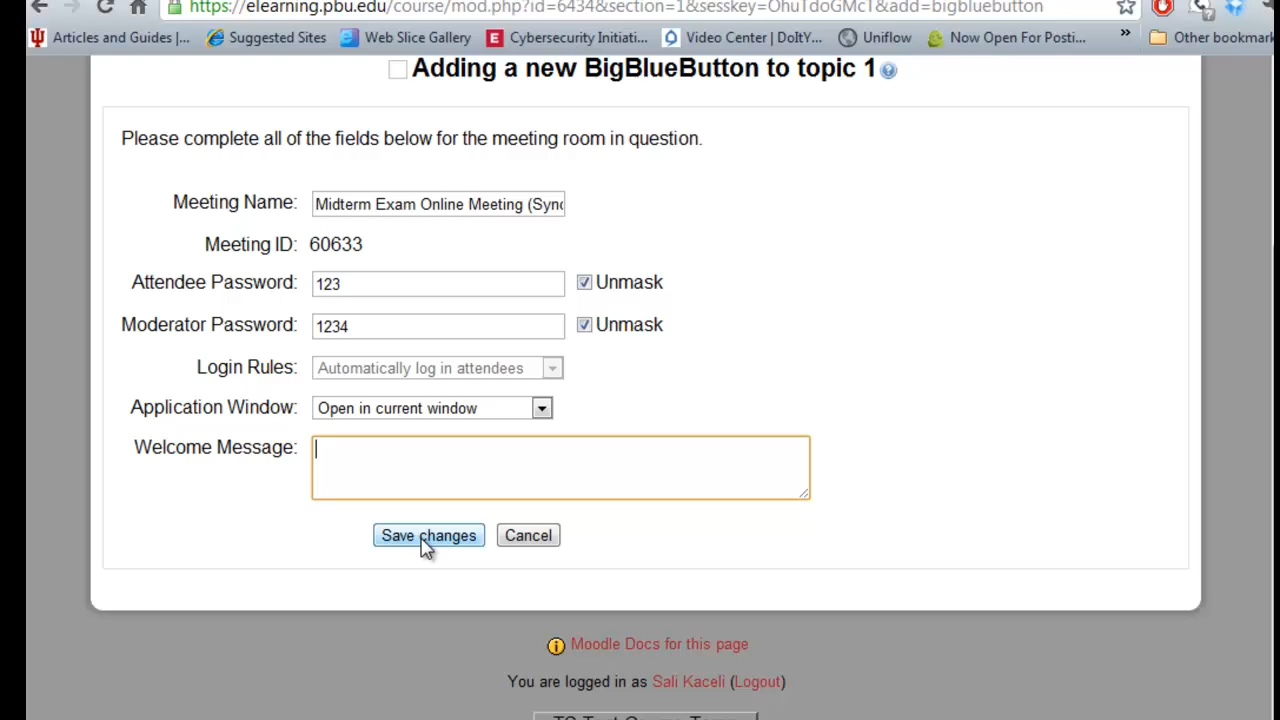 https://elearning.pbu.edu/course/mod.php?id=6434&section=1&sesskey=OhuTdoGMcT&add=bigbluebutton
Articles and Guides |... Suggested Sites Web Slice Gallery Cybersecurity Initiati... Video Center | DoItY... Uniflow Now Open For Posti... » Other bookmark
Adding a new BigBlueButton to topic 1
Please complete all of the fields below for the meeting room in question.
Meeting Name: Midterm Exam Online Meeting (Sync
Meeting ID: 60633
Attendee Password: 123 Unmask
Moderator Password: 1234 Unmask
Login Rules: Automatically log in attendees
Application Window: Open in current window
Welcome Message:
Save changes Cancel
Moodle Docs for this page
You are logged in as Sali Kaceli (Logout)